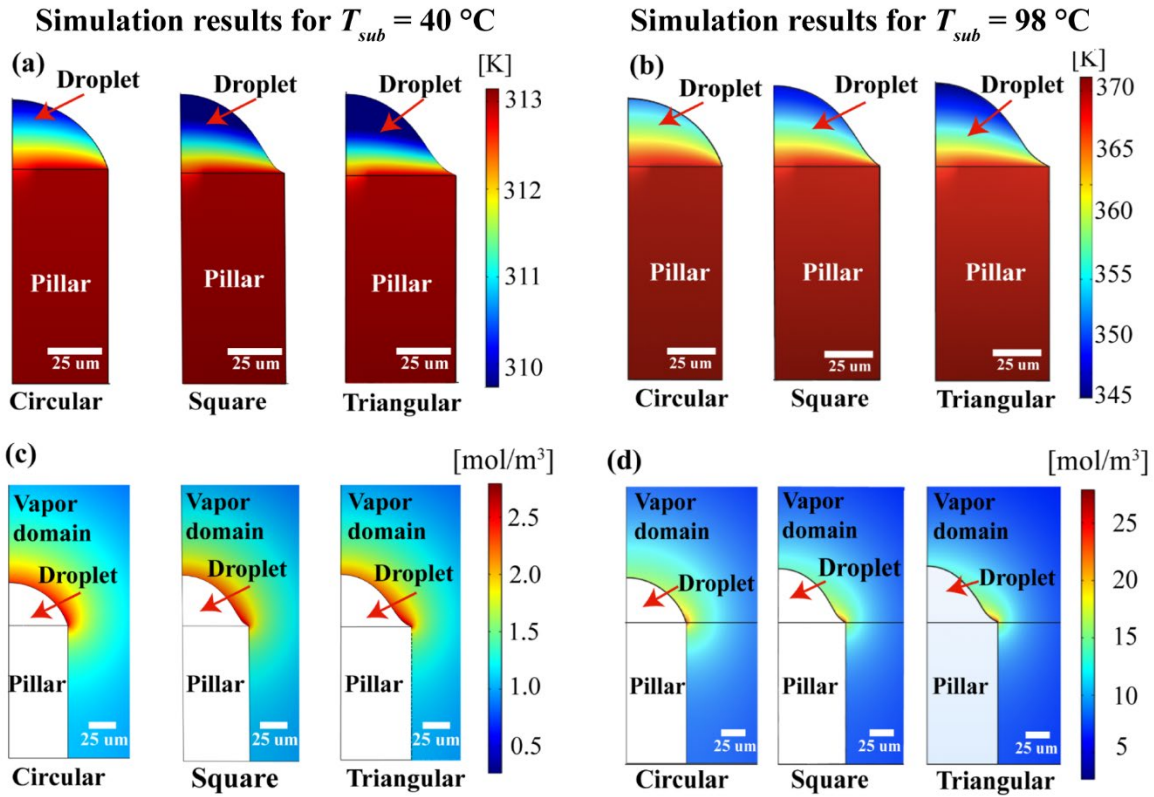 Simulation results for T_sub = 40 °C
Simulation results for T_sub = 98 °C
(a)
Droplet
Droplet
Droplet
[K]
313
312
311
310
Pillar
Pillar
Pillar
25 um
25 um
25 um
Circular
Square
Triangular
(b)
Droplet
Droplet
Droplet
[K]
370
365
360
355
350
345
Pillar
Pillar
Pillar
25 um
25 um
25 um
Circular
Square
Triangular
(c)
[mol/m³]
Vapor
domain
Vapor
domain
Vapor
domain
Droplet
Droplet
Droplet
2.5
2.0
1.5
1.0
0.5
Pillar
Pillar
Pillar
25 um
25 um
25 um
Circular
Square
Triangular
(d)
[mol/m³]
Vapor
domain
Vapor
domain
Vapor
domain
Droplet
Droplet
Droplet
25
20
15
10
5
Pillar
Pillar
Pillar
25 um
25 um
25 um
Circular
Square
Triangular